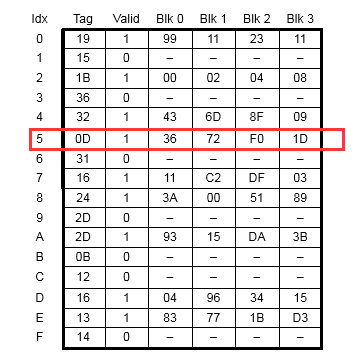 Idx Tag Valid Blk 0 Blk 1 Blk 2 Blk 3
0 19 1 99 11 23 11
1 15 0 – – – –
2 1B 1 00 02 04 08
3 36 0 – – – –
4 32 1 43 6D 8F 09
5 0D 1 36 72 F0 1D
6 31 0 – – – –
7 16 1 11 C2 DF 03
8 24 1 3A 00 51 89
9 2D 0 – – – –
A 2D 1 93 15 DA 3B
B 0B 0 – – – –
C 12 0 – – – –
D 16 1 04 96 34 15
E 13 1 83 77 1B D3
F 14 0 – – – –